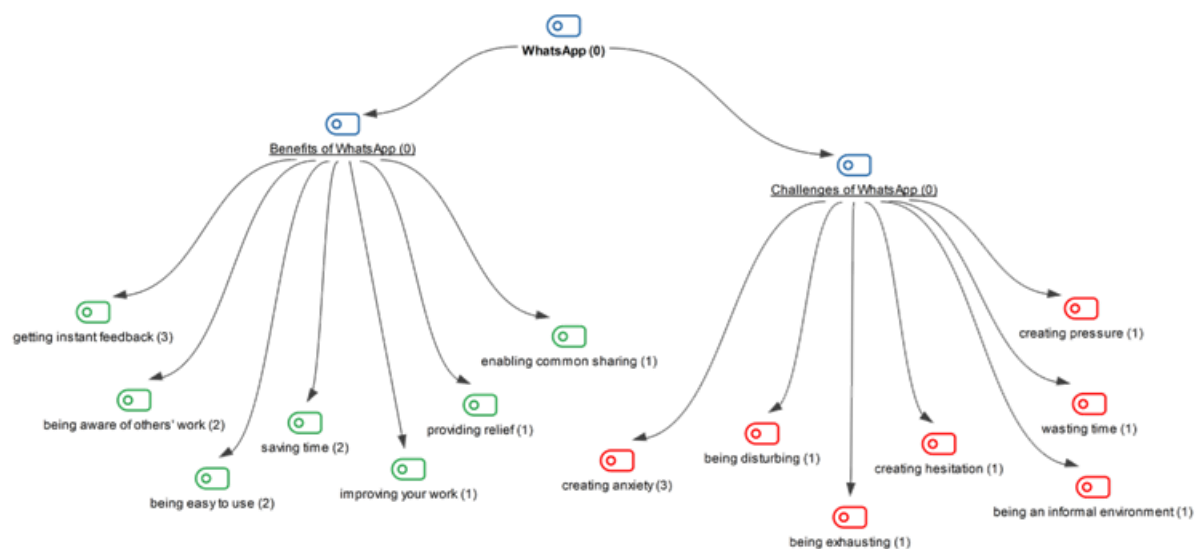 WhatsApp (0)
Benefits of WhatsApp (0)
Challenges of WhatsApp (0)
getting instant feedback (3)
being aware of others' work (2)
being easy to use (2)
saving time (2)
improving your work (1)
providing relief (1)
enabling common sharing (1)
creating anxiety (3)
being disturbing (1)
being exhausting (1)
creating hesitation (1)
being an informal environment (1)
wasting time (1)
creating pressure (1)